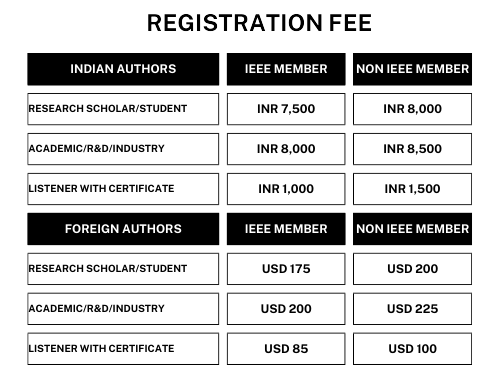 REGISTRATION FEE
INDIAN AUTHORS IEEE MEMBER NON IEEE MEMBER
RESEARCH SCHOLAR/STUDENT INR 7,500 INR 8,000
ACADEMIC/R&D/INDUSTRY INR 8,000 INR 8,500
LISTENER WITH CERTIFICATE INR 1,000 INR 1,500
FOREIGN AUTHORS IEEE MEMBER NON IEEE MEMBER
RESEARCH SCHOLAR/STUDENT USD 175 USD 200
ACADEMIC/R&D/INDUSTRY USD 200 USD 225
LISTENER WITH CERTIFICATE USD 85 USD 100